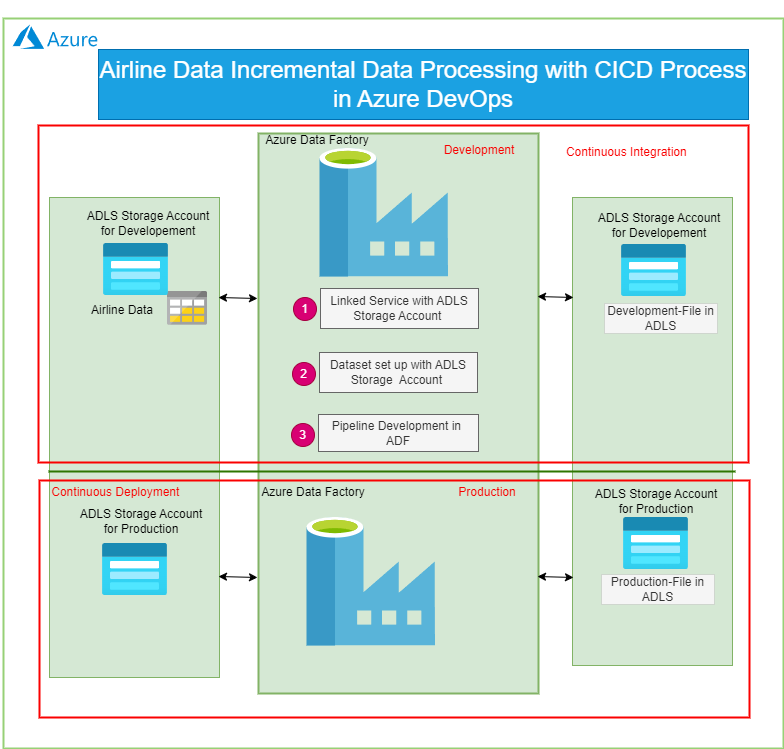 Azure
Airline Data Incremental Data Processing with CICD Process
in Azure DevOps
Azure Data Factory
Development
Continuous Integration
ADLS Storage Account
for Developement
Airline Data
1
Linked Service with ADLS
Storage Account
2
Dataset set up with ADLS
Storage Account
3
Pipeline Development in
ADF
ADLS Storage Account
for Developement
Development-File in
ADLS
Continuous Deployment
ADLS Storage Account
for Production
Azure Data Factory
Production
ADLS Storage Account
for Production
Production-File in
ADLS